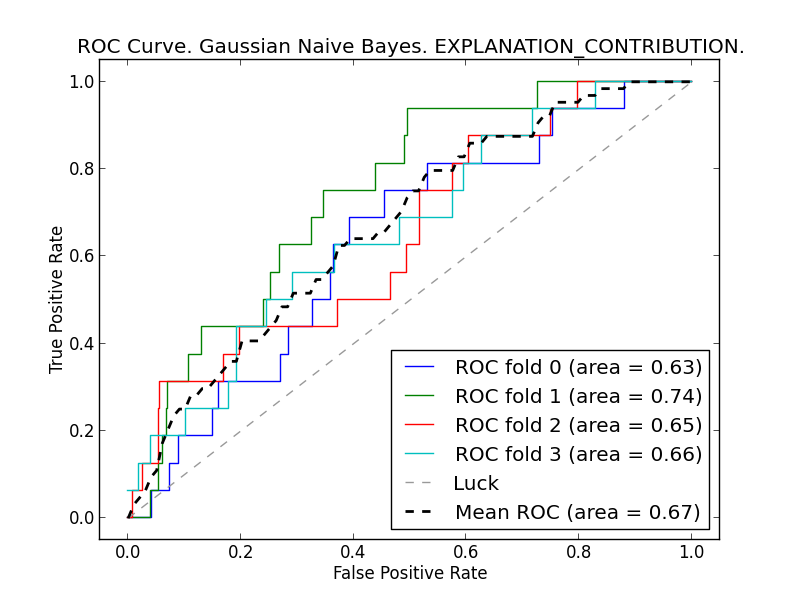 ROC Curve. Gaussian Naive Bayes. EXPLANATION_CONTRIBUTION.
True Positive Rate
1.0
0.8
0.6
0.4
0.2
0.0
ROC fold 0 (area = 0.63)
ROC fold 1 (area = 0.74)
ROC fold 2 (area = 0.65)
ROC fold 3 (area = 0.66)
Luck
Mean ROC (area = 0.67)
0.0 0.2 0.4 0.6 0.8 1.0
False Positive Rate